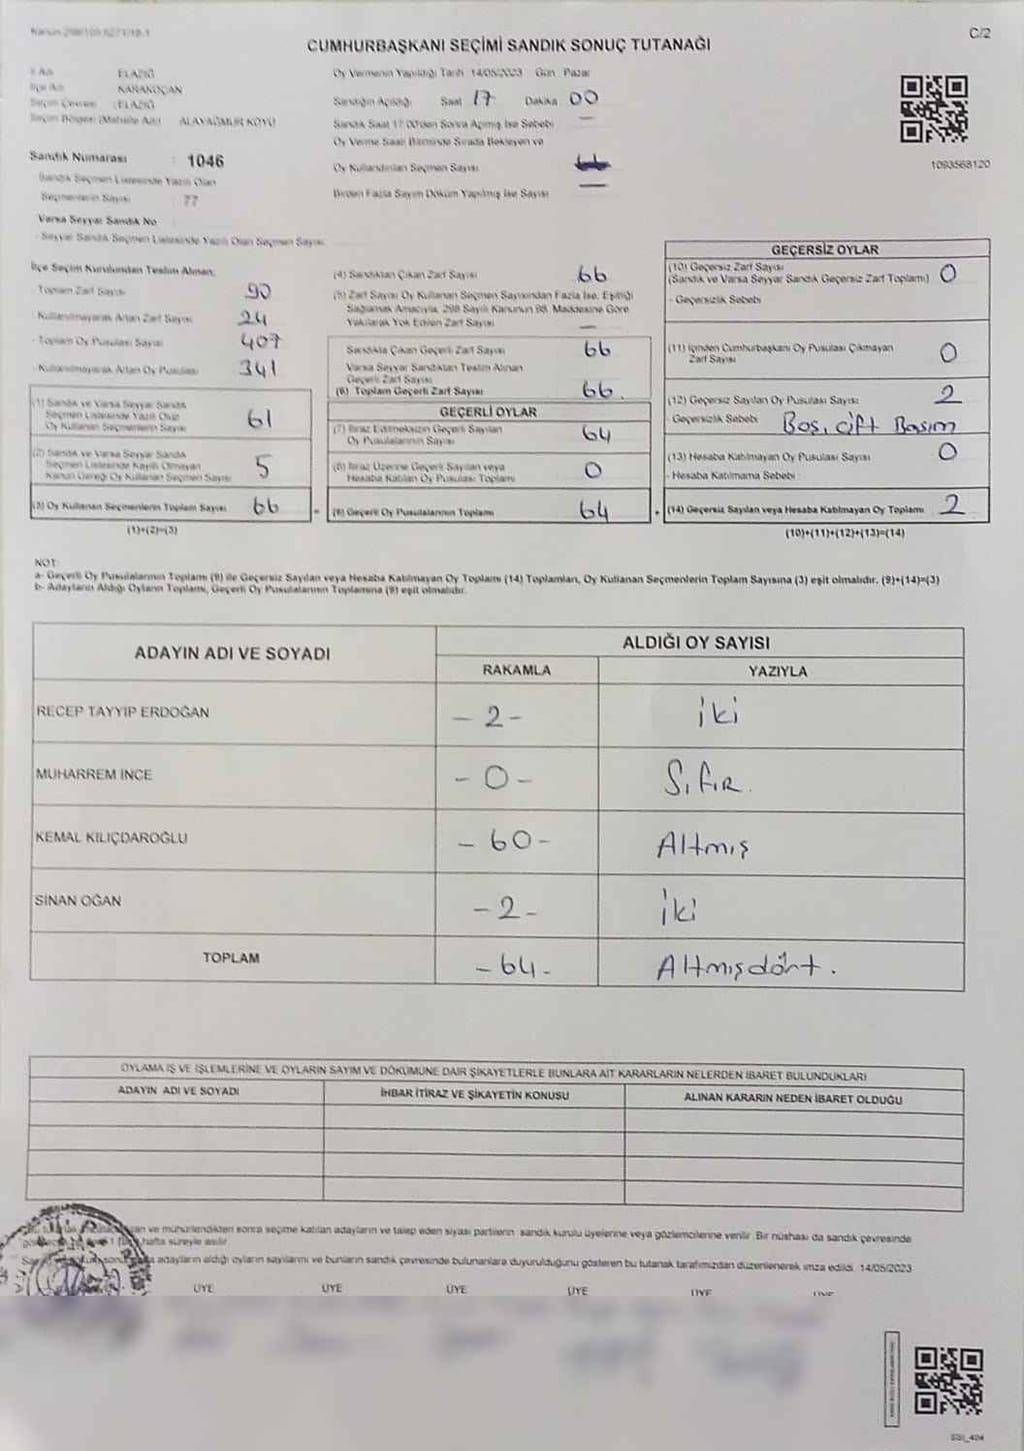 C/2
CUMHURBAŞKANI SEÇİMİ SANDIK SONUÇ TUTANAĞI
İl Adı ELAZIĞ
İlçe Adı KARAKOÇAN
Seçim Çevresi ELAZIĞ
Seçim Bölgesi (Mahalle Adı) ALAYAĞMUR KÖYÜ
Sandık Numarası : 1046
Sandık Seçmen Listesinde Yazılı Olan
Seçmenlerin Sayısı : 77
Varsa Seyyar Sandık No
- Seyyar Sandık Seçmen Listesinde Yazılı Olan Seçmen Sayısı
Oy Vermenin Yapıldığı Tarih 14/05/2023 Gün Pazar
Sandığın Açıldığı Saat 17 Dakika 00
Sandık Saat 17:00'den Sonra Açılmış İse Sebebi —
Oy Verme Saati Bitiminde Sırada Bekleyen ve
Oy Kullandırılan Seçmen Sayısı
Birden Fazla Sayım Döküm Yapılmış İse Sayısı —
1093568120
İlçe Seçim Kurulundan Teslim Alınan;
- Toplam Zarf Sayısı 90
- Kullanılmayarak Artan Zarf Sayısı 24
- Toplam Oy Pusulası Sayısı 407
- Kullanılmayarak Artan Oy Pusulası 341
(1) Sandık ve Varsa Seyyar Sandık
Seçmen Listesinde Yazılı Olup
Oy Kullanan Seçmenlerin Sayısı 61
(2) Sandık ve Varsa Seyyar Sandık
Seçmen Listesinde Kayıtlı Olmayan
Kanun Gereği Oy Kullanan Seçmen Sayısı 5
(3) Oy Kullanan Seçmenlerin Toplam Sayısı 66
(1)+(2)=(3)
(4) Sandıktan Çıkan Zarf Sayısı 66
(5) Zarf Sayısı Oy Kullanan Seçmen Sayısından Fazla İse, Eşitliği
Sağlamak Amacıyla, 298 Sayılı Kanunun 98. Maddesine Göre
Yakılarak Yok Edilen Zarf Sayısı —
Sandıkta Çıkan Geçerli Zarf Sayısı 66
Varsa Seyyar Sandıktan Teslim Alınan
Geçerli Zarf Sayısı
(6) Toplam Geçerli Zarf Sayısı 66.
GEÇERLİ OYLAR
(7) İtiraz Edilmeksizin Geçerli Sayılan
Oy Pusulalarının Sayısı 64
(8) İtiraz Üzerine Geçerli Sayılan veya
Hesaba Katılan Oy Pusulası Toplamı 0
= (9) Geçerli Oy Pusulalarının Toplamı 64
GEÇERSİZ OYLAR
(10) Geçersiz Zarf Sayısı
(Sandık ve Varsa Seyyar Sandık Geçersiz Zarf Toplamı) 0
- Geçersizlik Sebebi
(11) İçinden Cumhurbaşkanı Oy Pusulası Çıkmayan
Zarf Sayısı 0
(12) Geçersiz Sayılan Oy Pusulası Sayısı 2
- Geçersizlik Sebebi Boş, çift Basım
(13) Hesaba Katılmayan Oy Pusulası Sayısı 0
- Hesaba Katılmama Sebebi
+ (14) Geçersiz Sayılan veya Hesaba Katılmayan Oy Toplamı 2
(10)+(11)+(12)+(13)=(14)
NOT:
a- Geçerli Oy Pusulalarının Toplamı (9) ile Geçersiz Sayılan veya Hesaba Katılmayan Oy Toplamı (14) Toplamları, Oy Kullanan Seçmenlerin Toplam Sayısına (3) eşit olmalıdır. (9)+(14)=(3)
b- Adayların Aldığı Oyların Toplamı, Geçerli Oy Pusulalarının Toplamına (9) eşit olmalıdır.
ADAYIN ADI VE SOYADI
ALDIĞI OY SAYISI
RAKAMLA YAZIYLA
RECEP TAYYİP ERDOĞAN - 2 - iki
MUHARREM İNCE - 0 - Sıfır.
KEMAL KILIÇDAROĞLU - 60 - Altmış
SİNAN OĞAN - 2 - iki
TOPLAM - 64 - Altmışdört.
OYLAMA İŞ VE İŞLEMLERİNE VE OYLARIN SAYIM VE DÖKÜMÜNE DAİR ŞİKAYETLERLE BUNLARA AİT KARARLARIN NELERDEN İBARET BULUNDUKLARI
ADAYIN ADI VE SOYADI İHBAR İTİRAZ VE ŞİKAYETİN KONUSU ALINAN KARARIN NEDEN İBARET OLDUĞU
ve mühürlendikten sonra seçime katılan adayların ve talep eden siyasi partilerin sandık kurulu üyelerine veya gözlemcilerine verilir. Bir nüshası da sandık çevresinde
hafta süreyle asılır.
adayların aldığı oyların sayılarını ve bunların sandık çevresinde bulunanlara duyurulduğunu gösteren bu tutanak tarafımızdan düzenlenerek imza edildi. 14/05/2023
ÜYE ÜYE ÜYE ÜYE ÜYE ÜYE